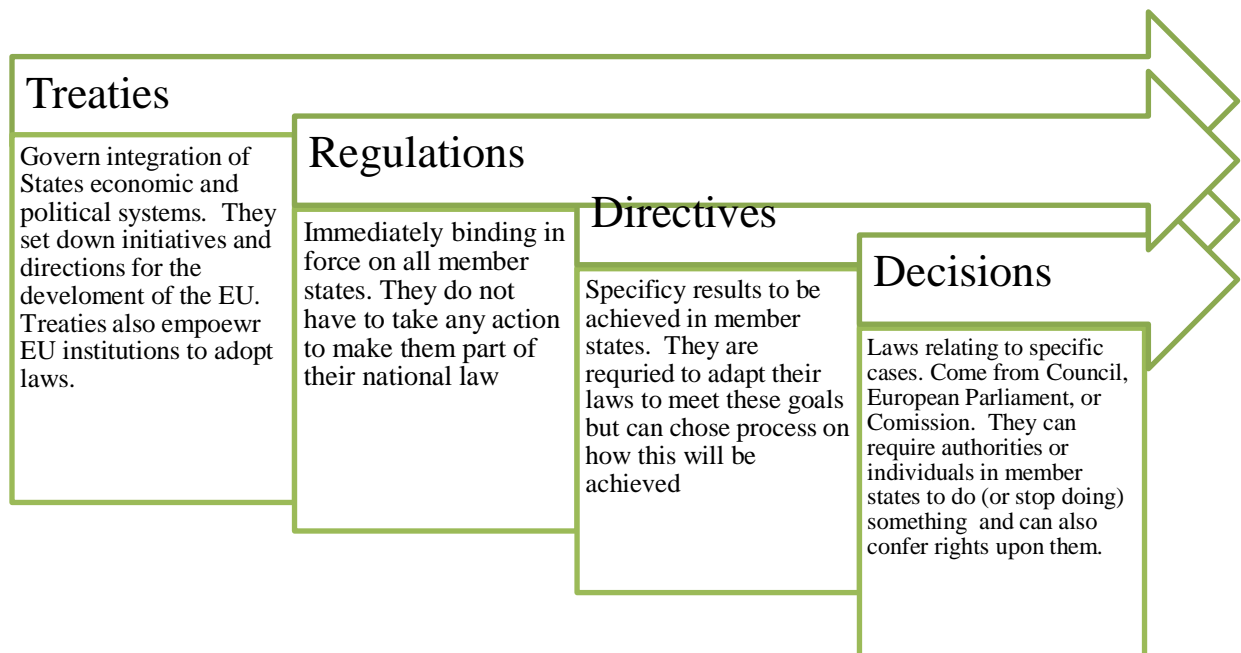 Treaties
Govern integration of
States economic and
political systems.  They
set down initiatives and
directions for the
develoment of the EU.
Treaties also empoewr
EU institutions to adopt
laws.
Regulations
Immediately binding in
force on all member
states. They do not
have to take any action
to make them part of
their national law
Directives
Specificy results to be
achieved in member
states.  They are
requried to adapt their
laws to meet these goals
but can chose process on
how this will be
achieved
Decisions
Laws relating to specific
cases. Come from Council,
European Parliament, or
Comission.  They can
require authorities or
individuals in member
states to do (or stop doing)
something  and can also
confer rights upon them.